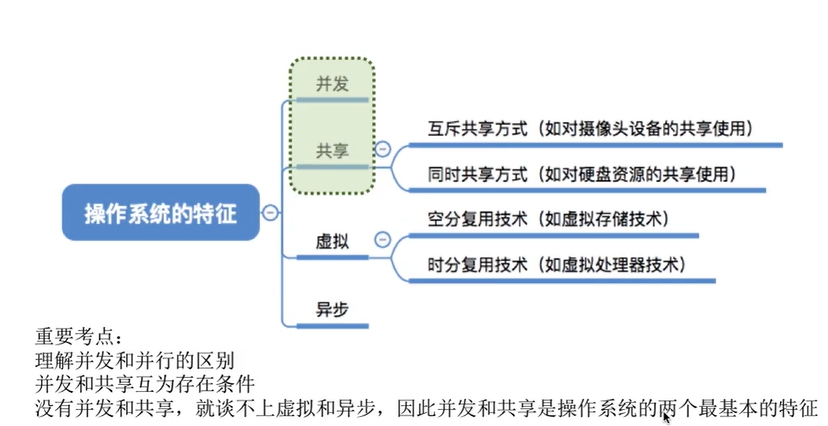 并发
共享
互斥共享方式（如对摄像头设备的共享使用）
同时共享方式（如对硬盘资源的共享使用）
操作系统的特征
虚拟
空分复用技术（如虚拟存储技术）
时分复用技术（如虚拟处理器技术）
异步
重要考点：
理解并发和并行的区别
并发和共享互为存在条件
没有并发和共享，就谈不上虚拟和异步，因此并发和共享是操作系统的两个最基本的特征